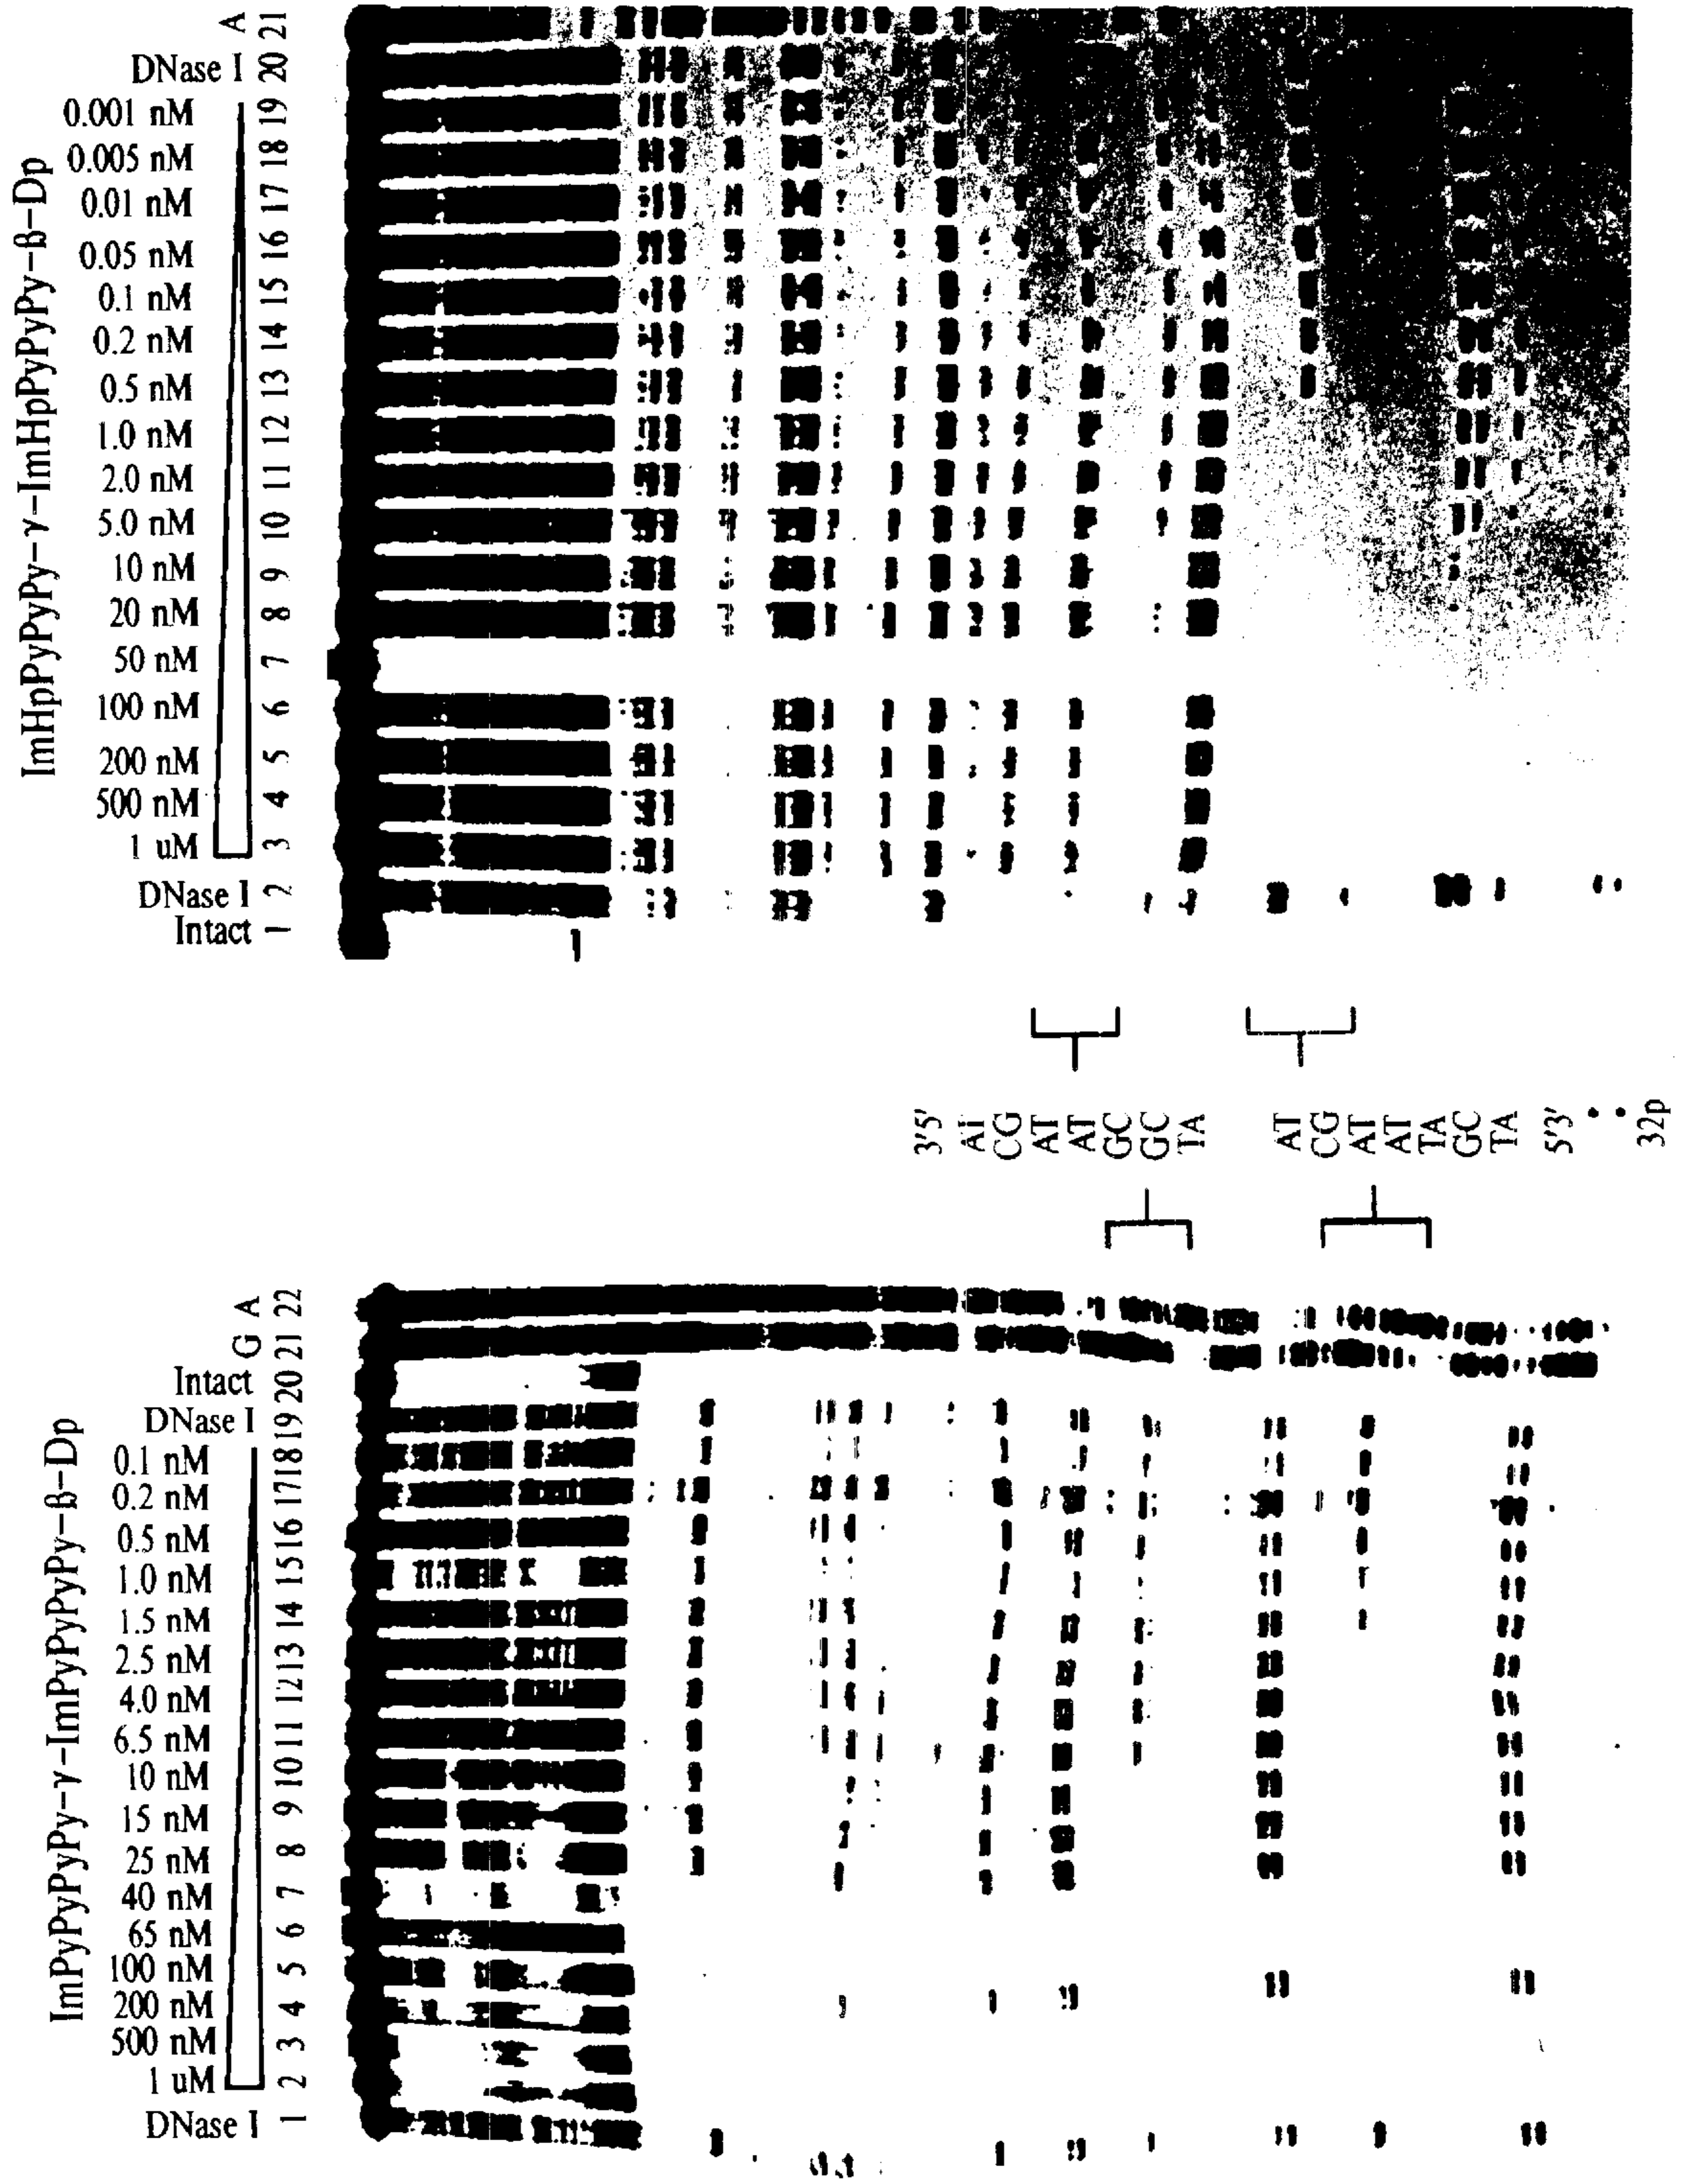 ImHpPyPyPy-γ-ImHpPyPyPy-ß-Dp
A 21
DNase I 20
0.001 nM 19
0.005 nM 18
0.01 nM 17
0.05 nM 16
0.1 nM 15
0.2 nM 14
0.5 nM 13
1.0 nM 12
2.0 nM 11
5.0 nM 10
10 nM 9
20 nM 8
50 nM 7
100 nM 6
200 nM 5
500 nM 4
1 uM 3
DNase I 2
Intact 1
3'5'
AT
CG
AT
AT
GC
GC
TA
AT
CG
AT
AT
TA
GC
TA
5'3'
32p
ImPyPyPyPy-γ-ImPyPyPyPy-ß-Dp
A 22
G 21
Intact 20
DNase I 19
0.1 nM 18
0.2 nM 17
0.5 nM 16
1.0 nM 15
1.5 nM 14
2.5 nM 13
4.0 nM 12
6.5 nM 11
10 nM 10
15 nM 9
25 nM 8
40 nM 7
65 nM 6
100 nM 5
200 nM 4
500 nM 3
1 uM 2
DNase I 1